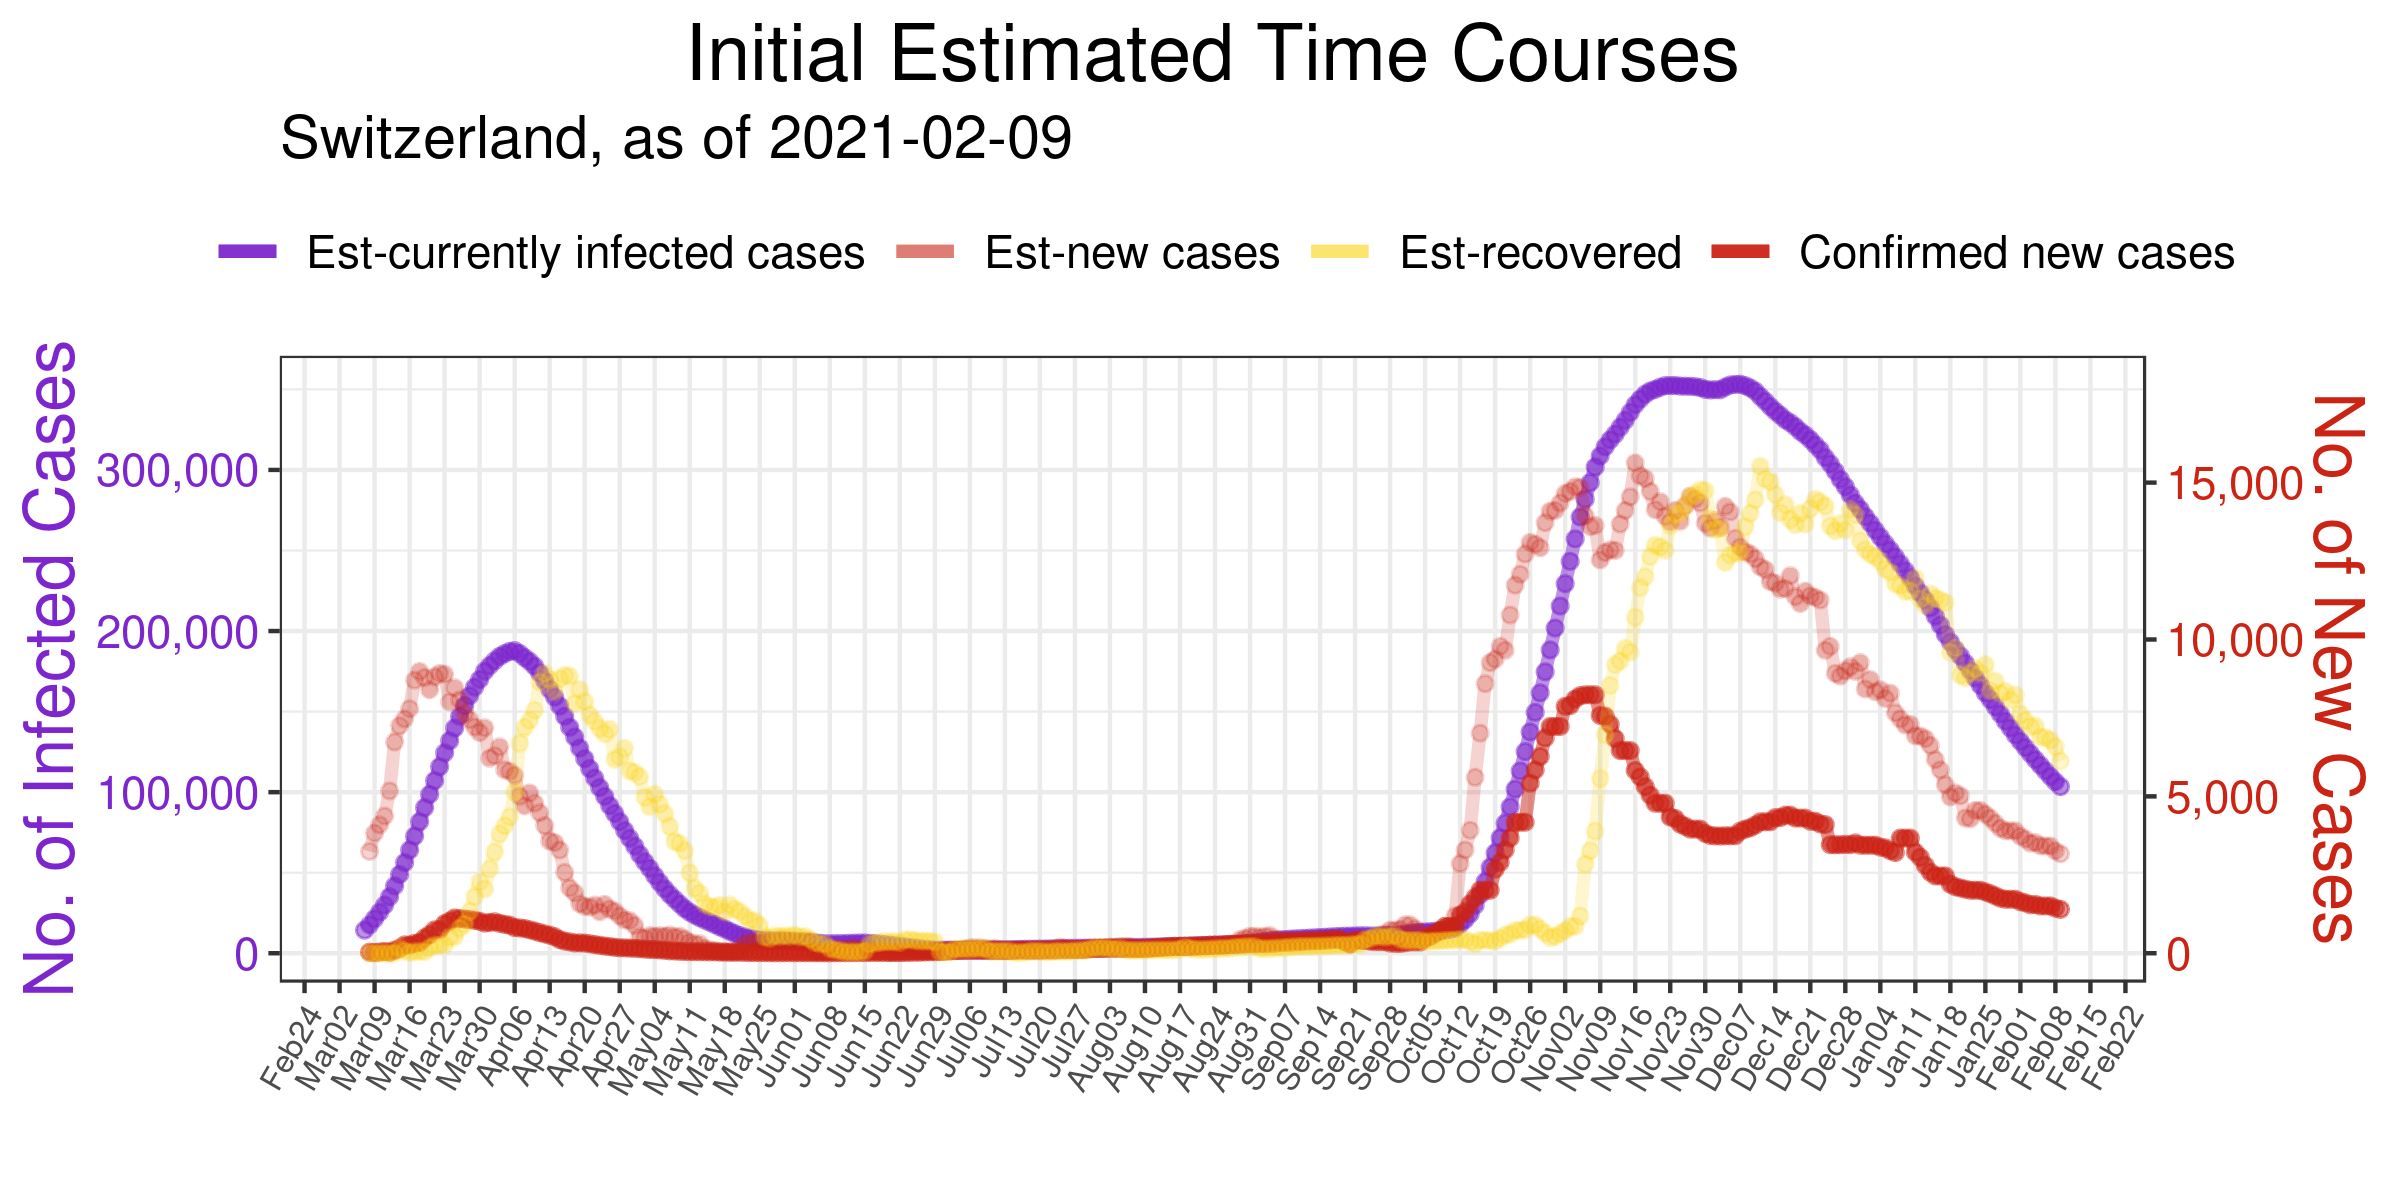 Initial Estimated Time Courses
Switzerland, as of 2021-02-09
Est-currently infected cases
Est-new cases
Est-recovered
Confirmed new cases
No. of Infected Cases
300,000
200,000
100,000
0
15,000
10,000
5,000
0
No. of New Cases
Feb24
Mar02
Mar09
Mar16
Mar23
Mar30
Apr06
Apr13
Apr20
Apr27
May04
May11
May18
May25
Jun01
Jun08
Jun15
Jun22
Jun29
Jul06
Jul13
Jul20
Jul27
Aug03
Aug10
Aug17
Aug24
Aug31
Sep07
Sep14
Sep21
Sep28
Oct05
Oct12
Oct19
Oct26
Nov02
Nov09
Nov16
Nov23
Nov30
Dec07
Dec14
Dec21
Dec28
Jan04
Jan11
Jan18
Jan25
Feb01
Feb08
Feb15
Feb22